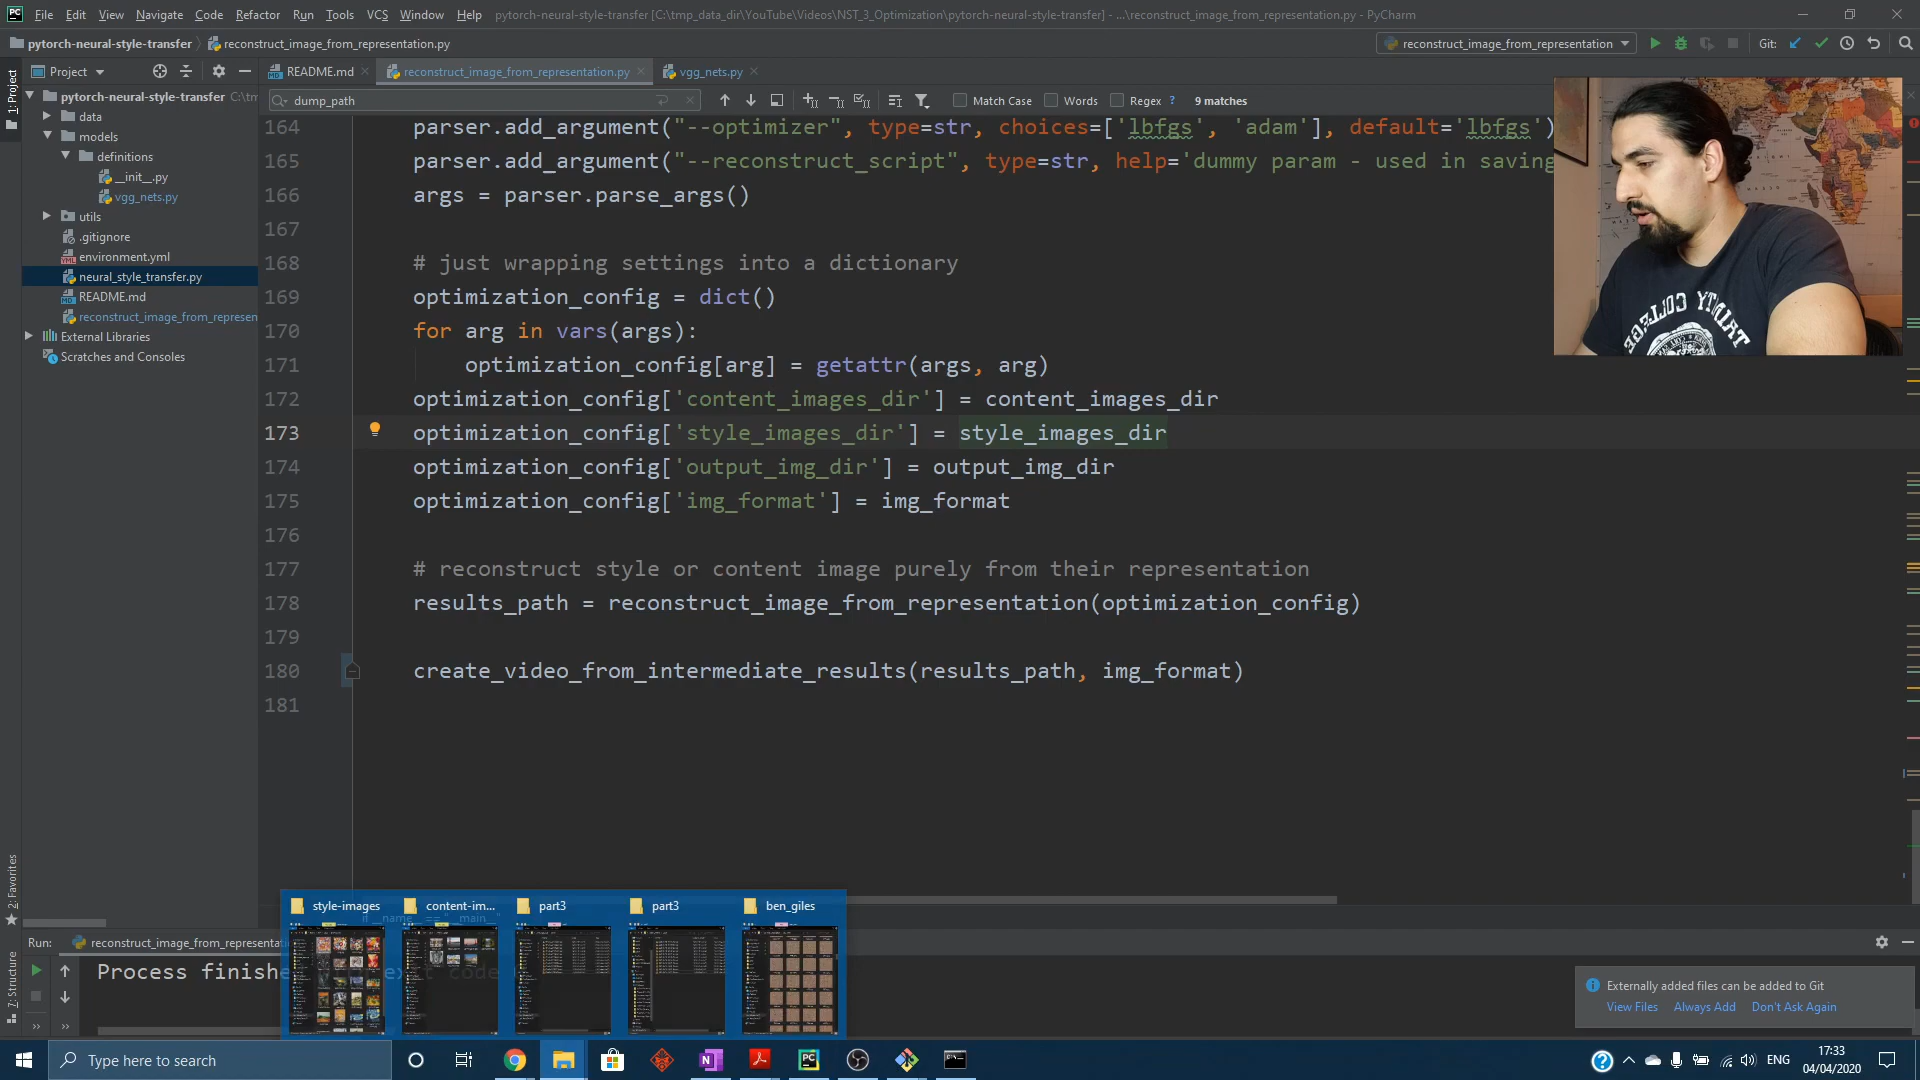 File Edit View Navigate Code Refactor Run Tools VCS Window Help pytorch-neural-style-transfer [C:\tmp_data_dir\YouTube\Videos\NST_3_Optimization\pytorch-neural-style-transfer] - ...\reconstruct_image_from_representation.py - PyCharm
pytorch-neural-style-transfer reconstruct_image_from_representation.py reconstruct_image_from_representation Git:
Project README.md reconstruct_image_from_representation.py vgg_nets.py
1: Project
pytorch-neural-style-transfer C:\tm
data
models
definitions
__init__.py
vgg_nets.py
utils
.gitignore
environment.yml
neural_style_transfer.py
README.md
reconstruct_image_from_represen
External Libraries
Scratches and Consoles
dump_path Match Case Words Regex ? 9 matches
164 parser.add_argument("--optimizer", type=str, choices=['lbfgs', 'adam'], default='lbfgs')
165 parser.add_argument("--reconstruct_script", type=str, help='dummy param - used in saving
166 args = parser.parse_args()
167
168 # just wrapping settings into a dictionary
169 optimization_config = dict()
170 for arg in vars(args):
171 optimization_config[arg] = getattr(args, arg)
172 optimization_config['content_images_dir'] = content_images_dir
173 optimization_config['style_images_dir'] = style_images_dir
174 optimization_config['output_img_dir'] = output_img_dir
175 optimization_config['img_format'] = img_format
176
177 # reconstruct style or content image purely from their representation
178 results_path = reconstruct_image_from_representation(optimization_config)
179
180 create_video_from_intermediate_results(results_path, img_format)
181
TRINITY COLLEGE
2: Favorites
7: Structure
style-images content-im... part3 part3 ben_giles
if __name__ == "__main__"
Run: reconstruct_image_from_representati
Process finishe exit code
Externally added files can be added to Git
View Files Always Add Don't Ask Again
Type here to search
ENG
17:33
04/04/2020